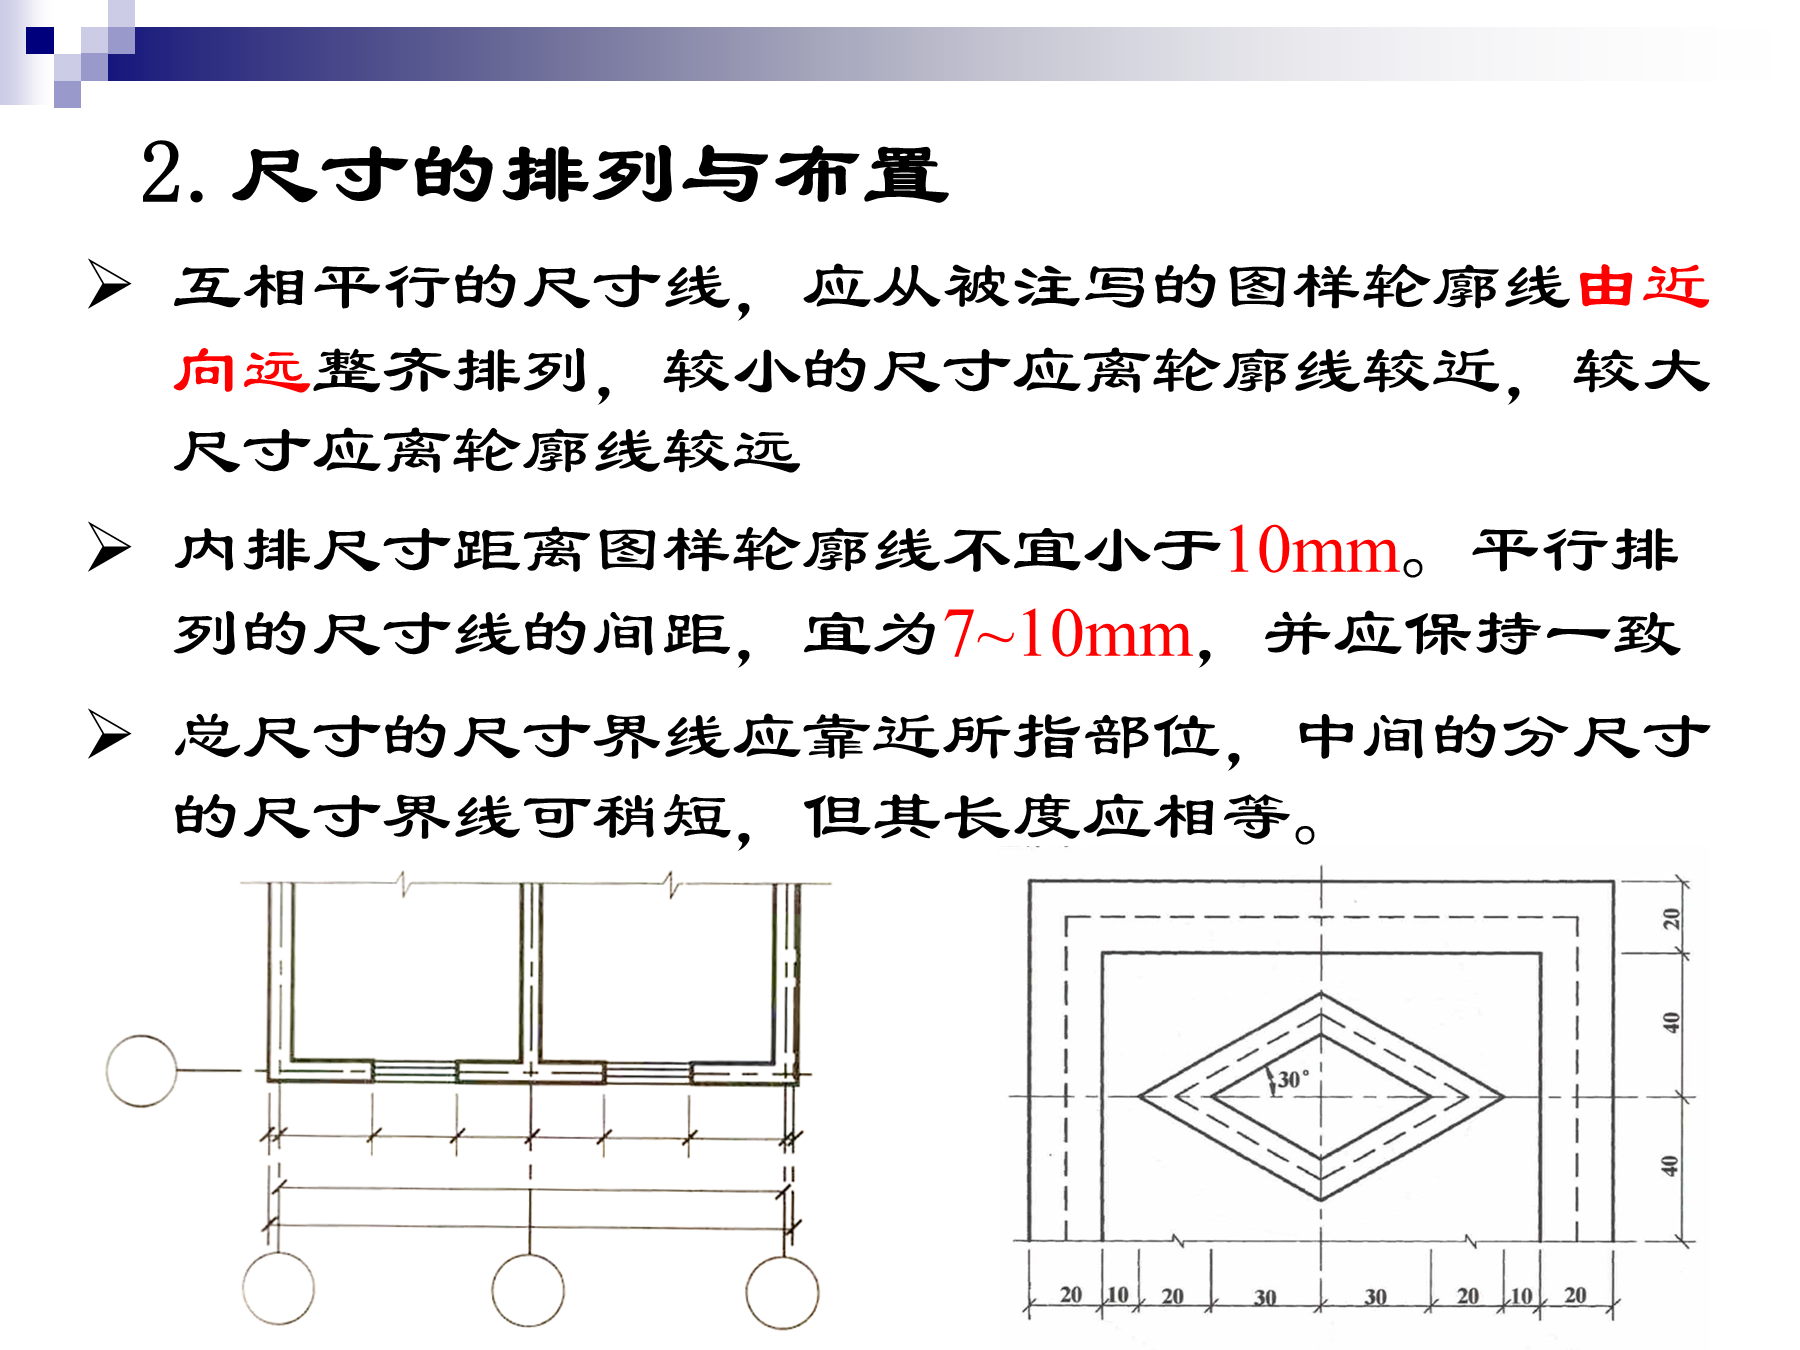 2.尺寸的排列与布置
互相平行的尺寸线，应从被注写的图样轮廓线由近
向远整齐排列，较小的尺寸应离轮廓线较近，较大
尺寸应离轮廓线较远
内排尺寸距离图样轮廓线不宜小于10mm。平行排
列的尺寸线的间距，宜为7~10mm，并应保持一致
总尺寸的尺寸界线应靠近所指部位，中间的分尺寸
的尺寸界线可稍短，但其长度应相等。
20
40
30°
40
20 10 20 30 30 20 10 20